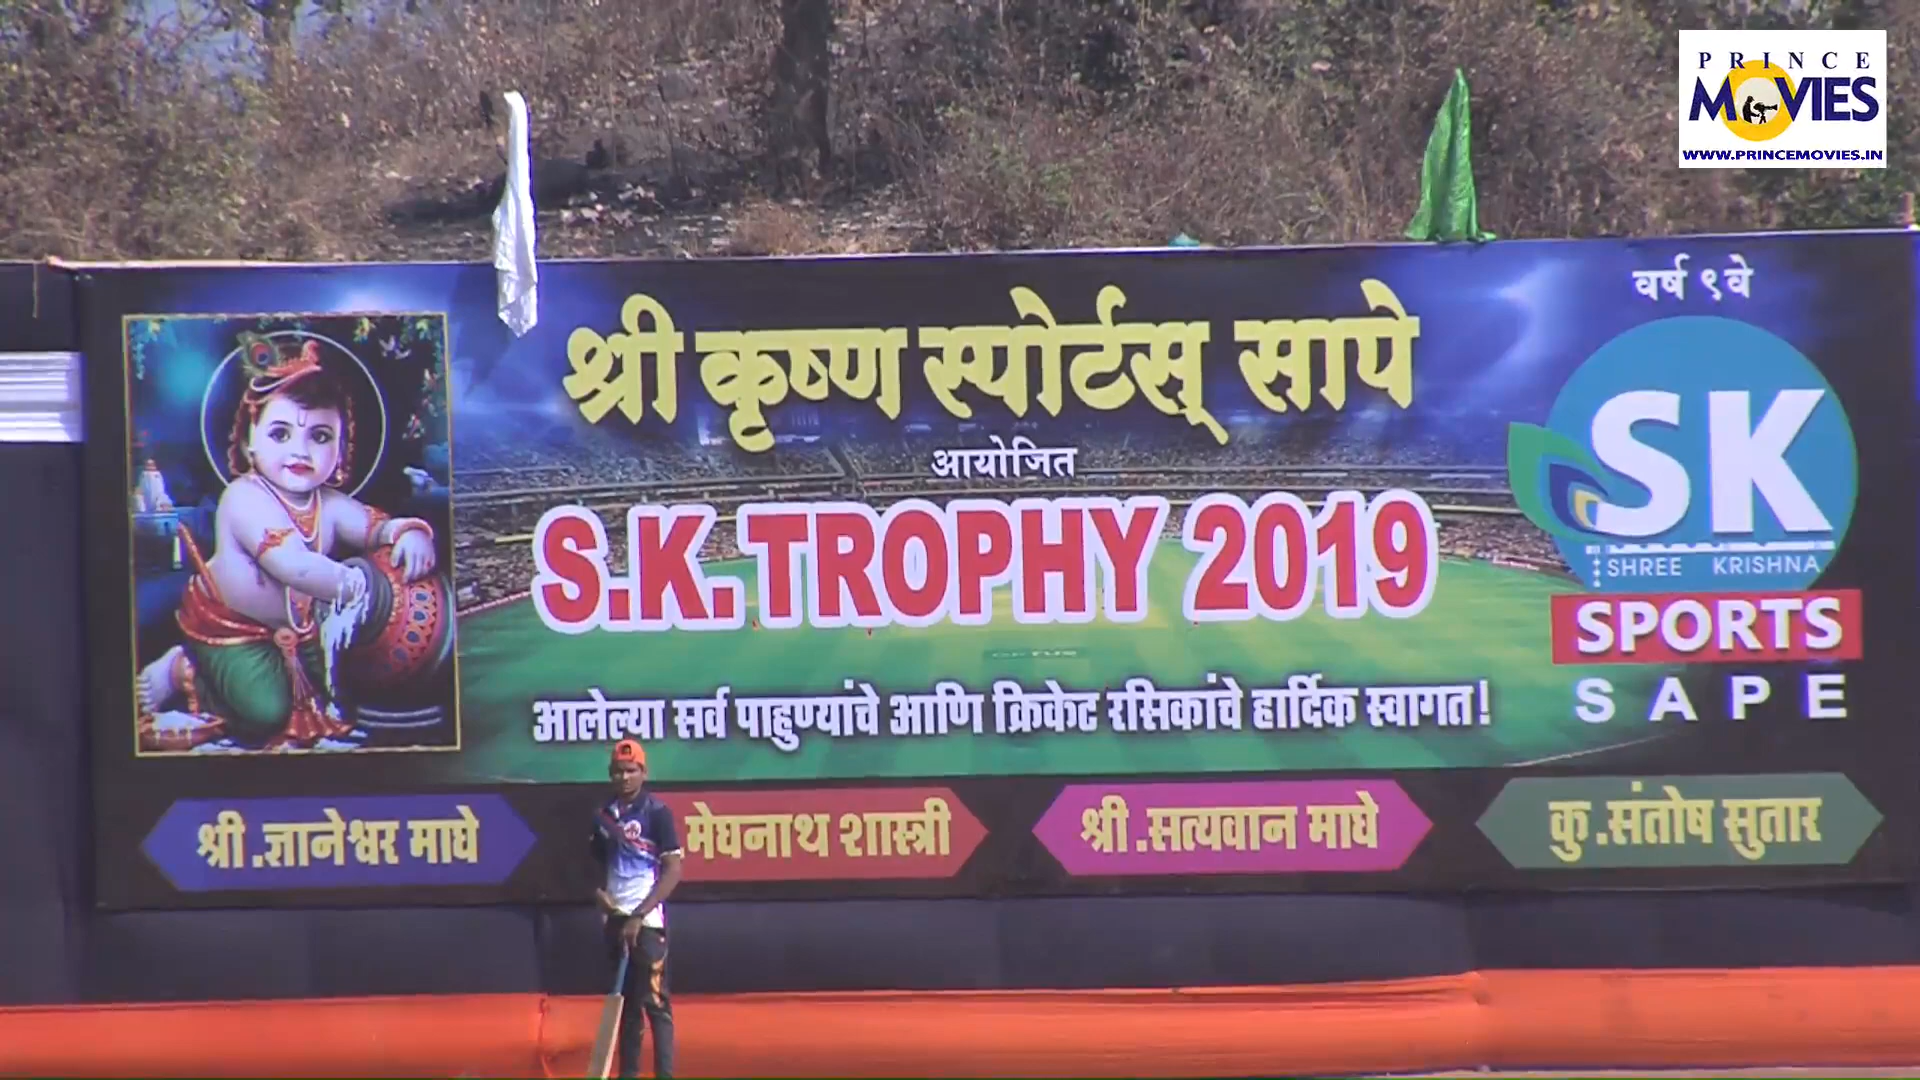 PRINCE
MOVIES
WWW.PRINCEMOVIES.IN
वर्ष ९वे
श्री कृष्ण स्पोर्टस् सापे
आयोजित
S.K. TROPHY 2019
आलेल्या सर्व पाहुण्यांचे आणि क्रिकेट रसिकांचे हार्दिक स्वागत!
SK
SHREE KRISHNA
SPORTS
SAPE
श्री.ज्ञानेश्वर माघे
मेघनाथ शास्त्री
श्री.सत्यवान माघे
कु.संतोष सुतार